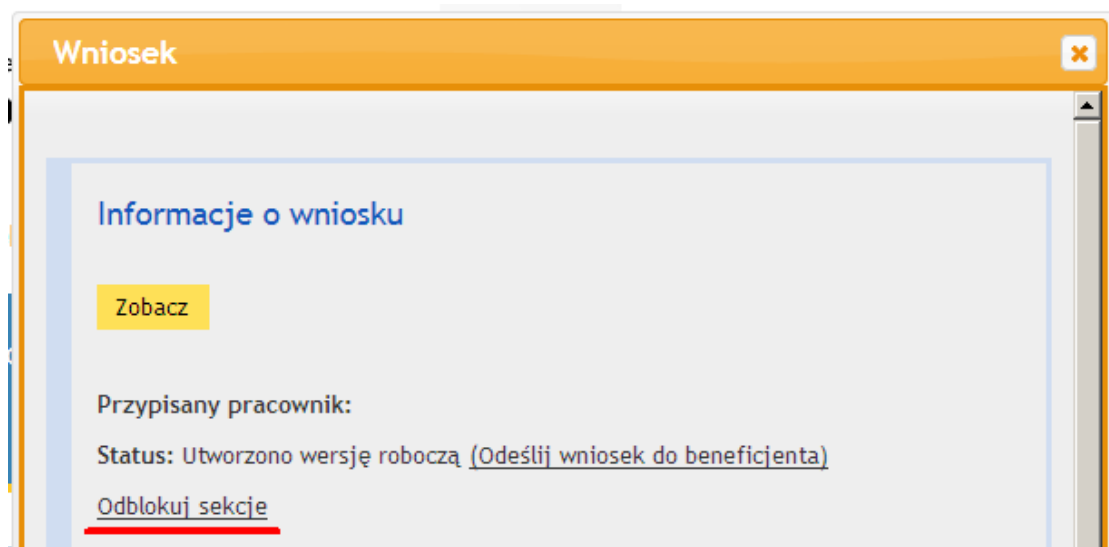 Wniosek
Informacje o wniosku
Zobacz
Przypisany pracownik:
Status: Utworzono wersję roboczą (Odeślij wniosek do beneficjenta)
Odblokuj sekcje